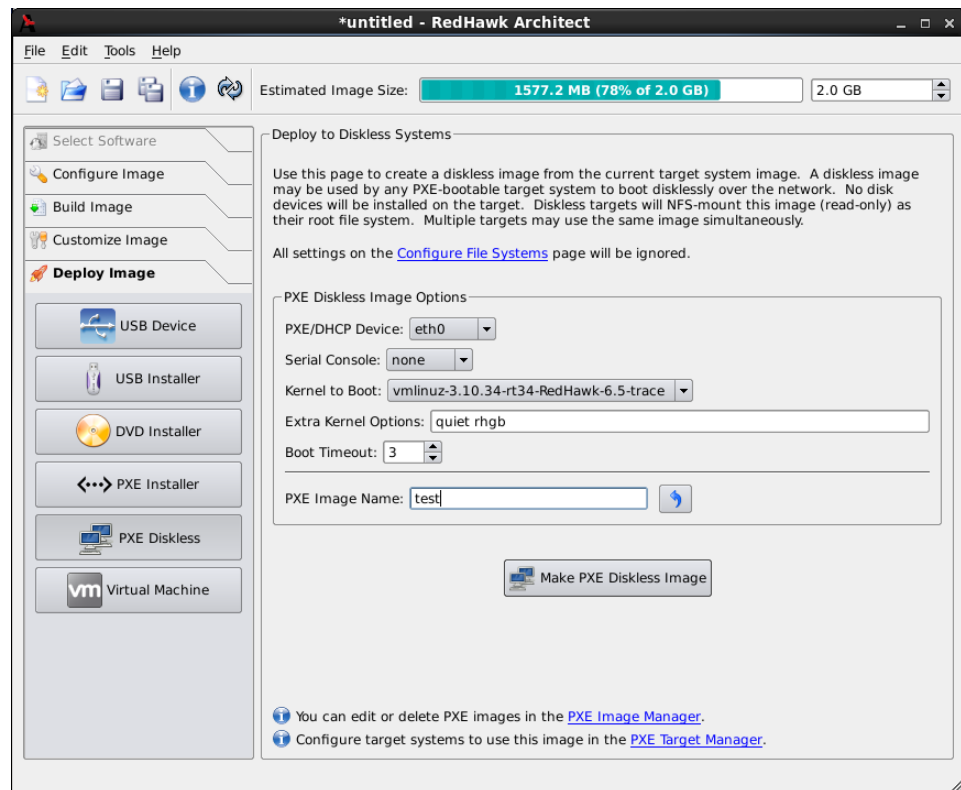 *untitled - RedHawk Architect
File Edit Tools Help
Estimated Image Size: 1577.2 MB (78% of 2.0 GB) 2.0 GB
Select Software
Configure Image
Build Image
Customize Image
Deploy Image
USB Device
USB Installer
DVD Installer
PXE Installer
PXE Diskless
vm Virtual Machine
Deploy to Diskless Systems
Use this page to create a diskless image from the current target system image. A diskless image
may be used by any PXE-bootable target system to boot disklessly over the network. No disk
devices will be installed on the target. Diskless targets will NFS-mount this image (read-only) as
their root file system. Multiple targets may use the same image simultaneously.
All settings on the Configure File Systems page will be ignored.
PXE Diskless Image Options
PXE/DHCP Device: eth0
Serial Console: none
Kernel to Boot: vmlinuz-3.10.34-rt34-RedHawk-6.5-trace
Extra Kernel Options: quiet rhgb
Boot Timeout: 3
PXE Image Name: test
Make PXE Diskless Image
You can edit or delete PXE images in the PXE Image Manager.
Configure target systems to use this image in the PXE Target Manager.